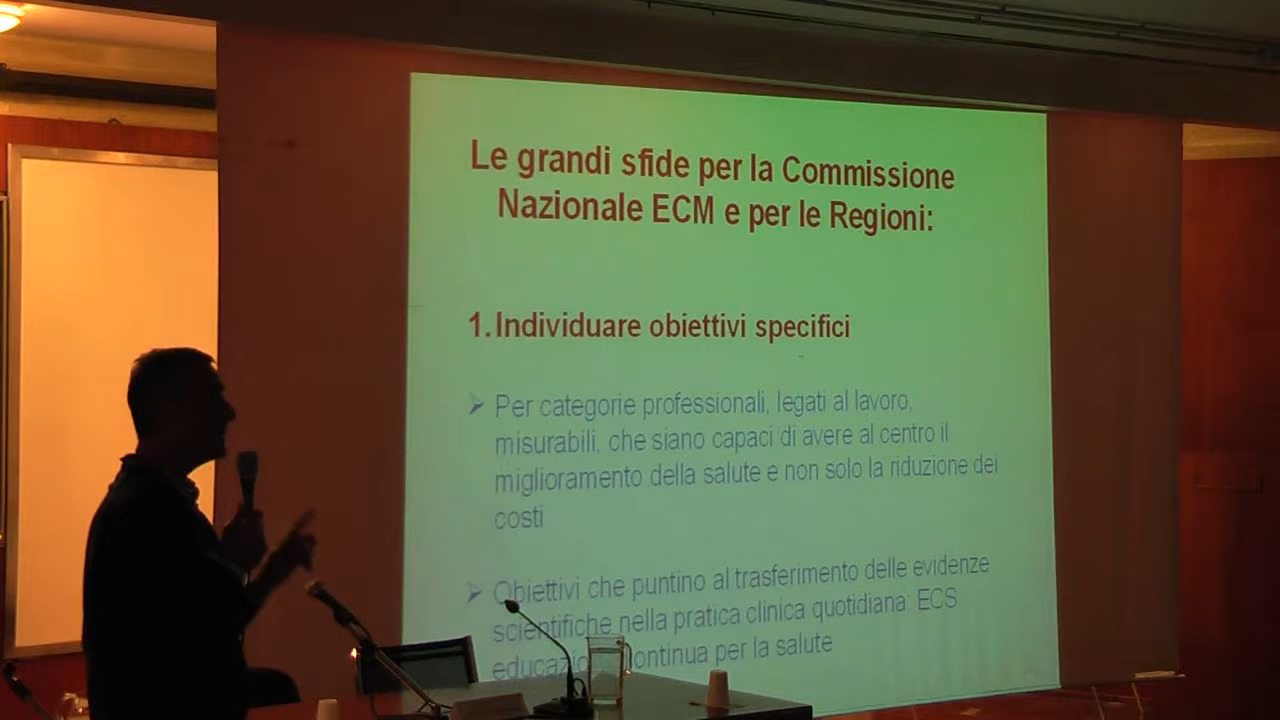 Le grandi sfide per la Commissione
Nazionale ECM e per le Regioni:
1. Individuare obiettivi specifici
➢ Per categorie professionali, legati al lavoro,
misurabili, che siano capaci di avere al centro il
miglioramento della salute e non solo la riduzione dei
costi
➢ Obiettivi che puntino al trasferimento delle evidenze
scientifiche nella pratica clinica quotidiana: ECS
educazione continua per la salute